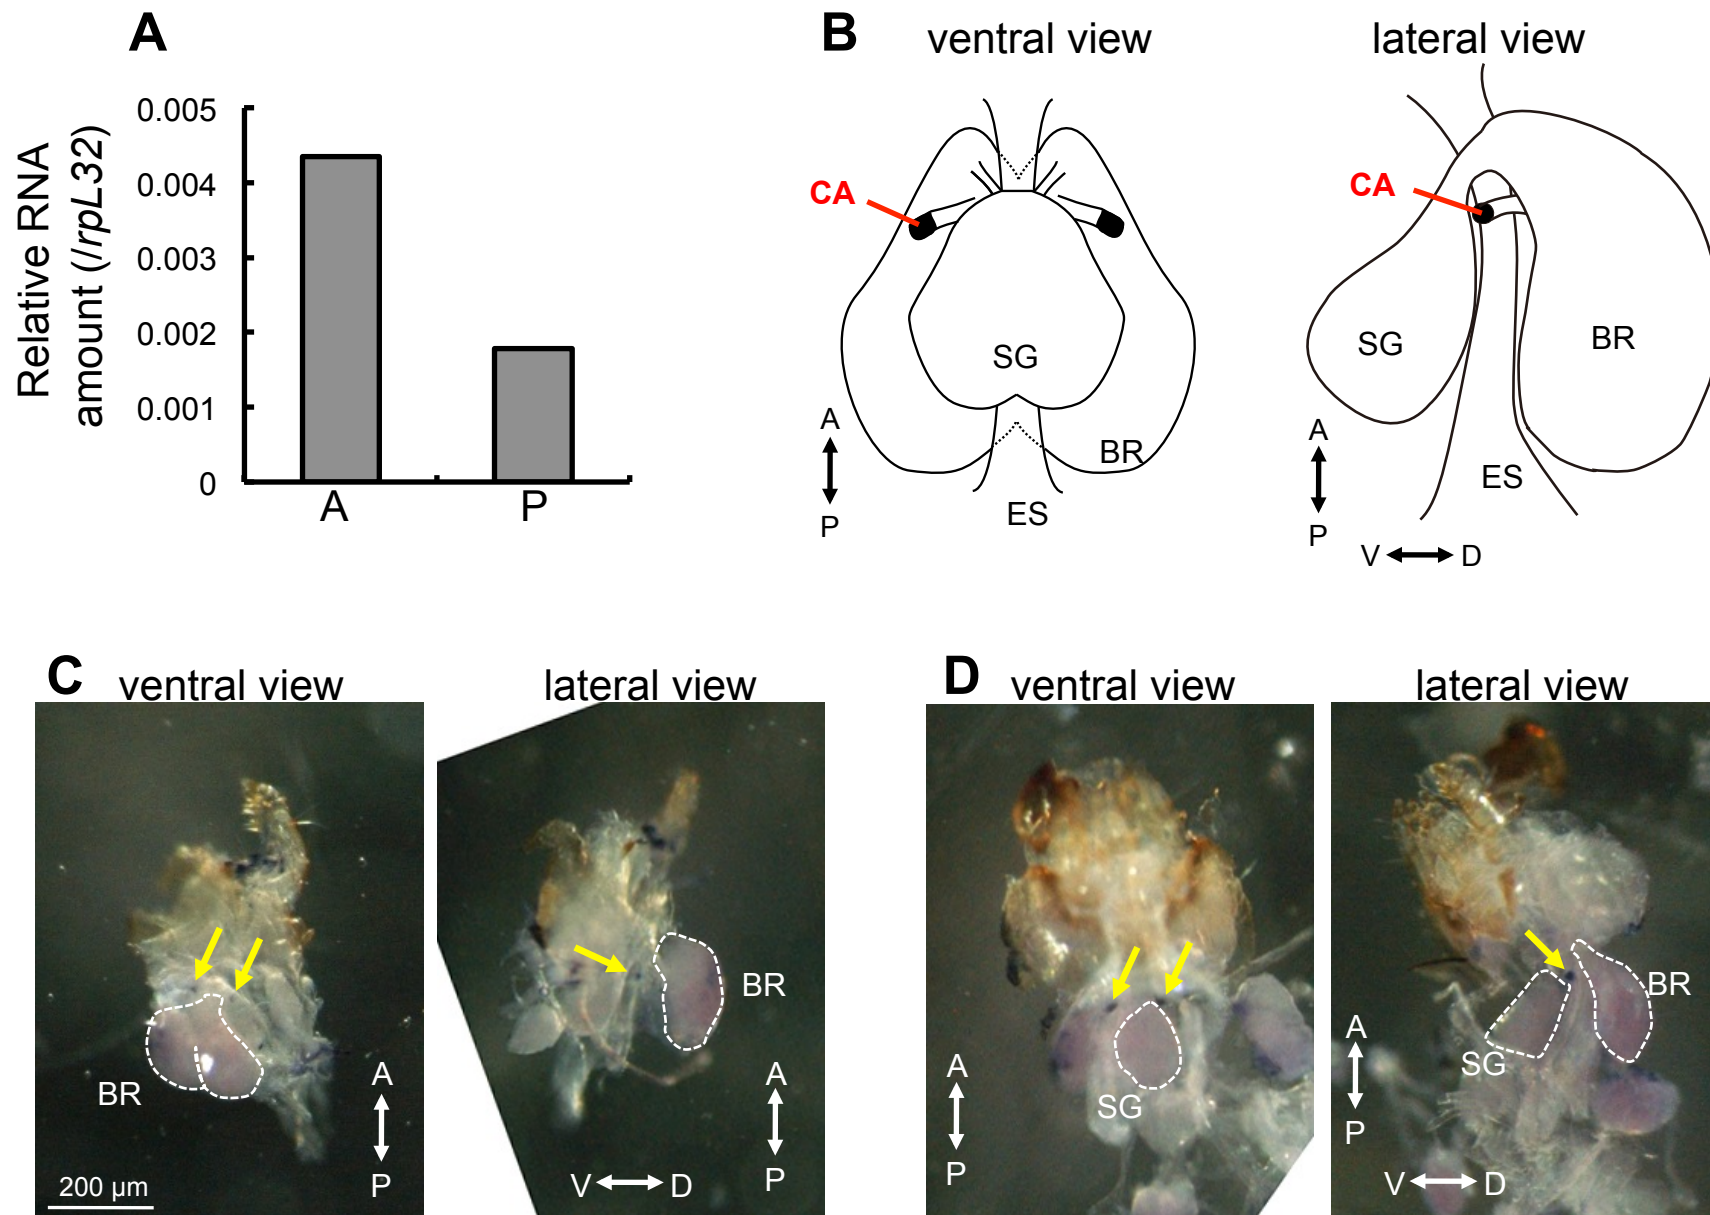 A
Relative RNA
amount (/rpL32)
0.005
0.004
0.003
0.002
0.001
0
A
P
B
ventral view
lateral view
CA
SG
BR
ES
A
P
CA
SG
BR
ES
A
P
V
D
C
ventral view
lateral view
BR
A
P
200 µm
BR
A
P
V
D
D
ventral view
lateral view
SG
A
P
BR
SG
A
P
V
D